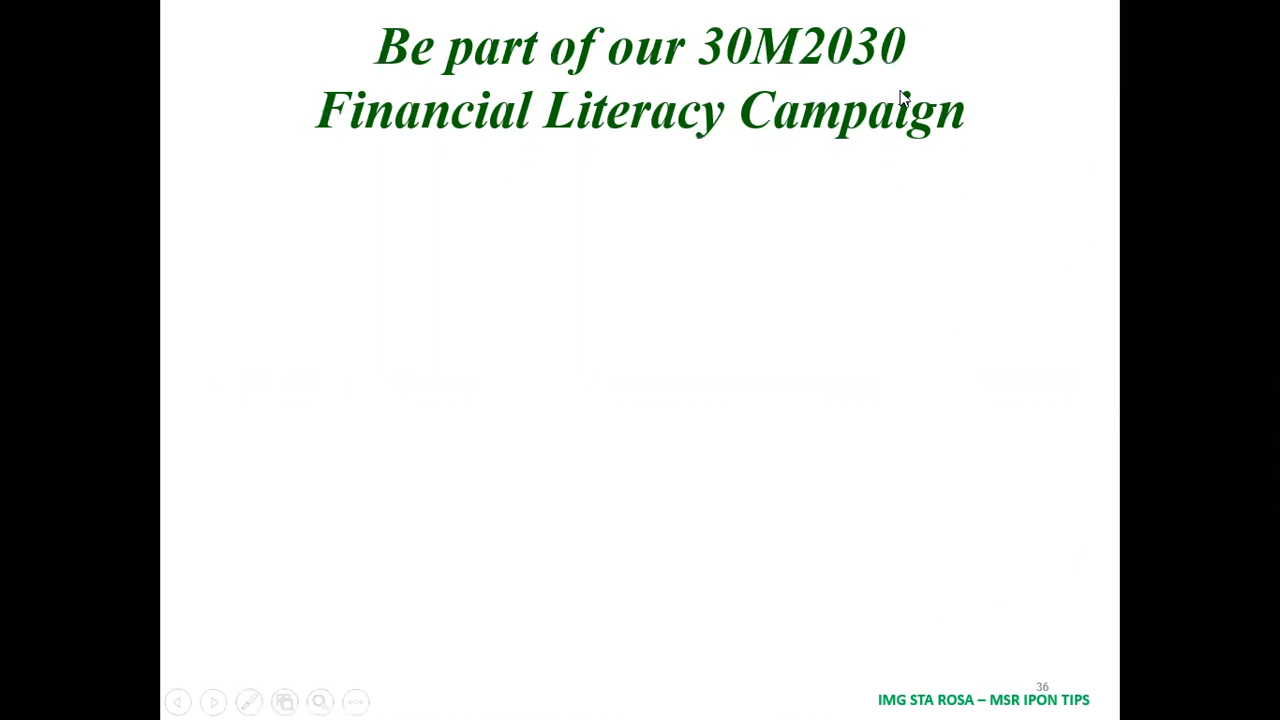 Be part of our 30M2030
Financial Literacy Campaign
36
IMG STA ROSA – MSR IPON TIPS